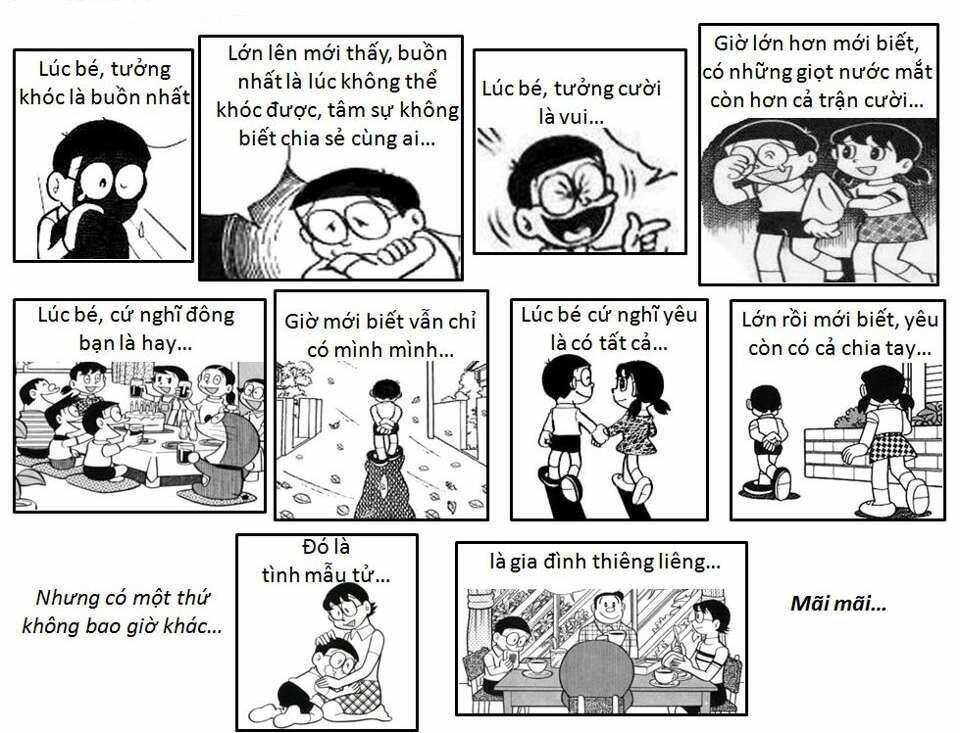 Lúc bé, tưởng
khóc là buồn nhất
Lớn lên mới thấy, buồn
nhất là lúc không thể
khóc được, tâm sự không
biết chia sẻ cùng ai...
Lúc bé, tưởng cười
là vui...
Giờ lớn hơn mới biết,
có những giọt nước mắt
còn hơn cả trận cười...
Lúc bé, cứ nghĩ đông
bạn là hay...
Giờ mới biết vẫn chỉ
có mình mình...
Lúc bé cứ nghĩ yêu
là có tất cả...
Lớn rồi mới biết, yêu
còn có cả chia tay...
Nhưng có một thứ
không bao giờ khác...
Đó là
tình mẫu tử...
là gia đình thiêng liêng...
Mãi mãi...